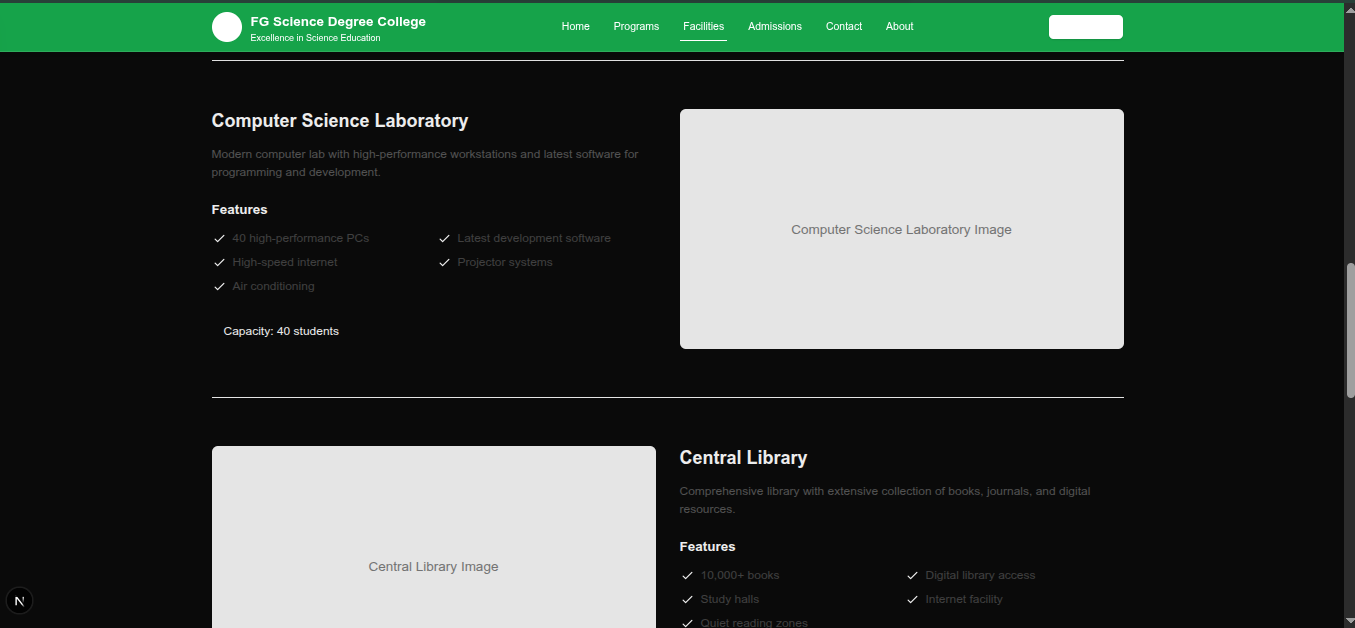 FG Science Degree College
Excellence in Science Education
Home Programs Facilities Admissions Contact About
Computer Science Laboratory
Modern computer lab with high-performance workstations and latest software for
programming and development.
Features
40 high-performance PCs
Latest development software
High-speed internet
Projector systems
Air conditioning
Capacity: 40 students
Computer Science Laboratory Image
Central Library Image
Central Library
Comprehensive library with extensive collection of books, journals, and digital
resources.
Features
10,000+ books
Digital library access
Study halls
Internet facility
Quiet reading zones
N